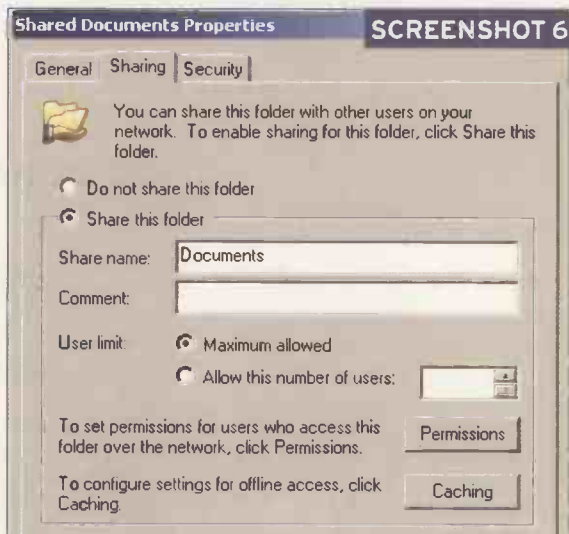 Shared Documents Properties
SCREENSHOT 6
General Sharing Security
You can share this folder with other users on your
network. To enable sharing for this folder, click Share this
folder.
Do not share this folder
Share this folder
Share name: Documents
Comment:
User limit: Maximum allowed
Allow this number of users:
To set permissions for users who access this
folder over the network, click Permissions.
Permissions
To configure settings for offline access, click
Caching.
Caching